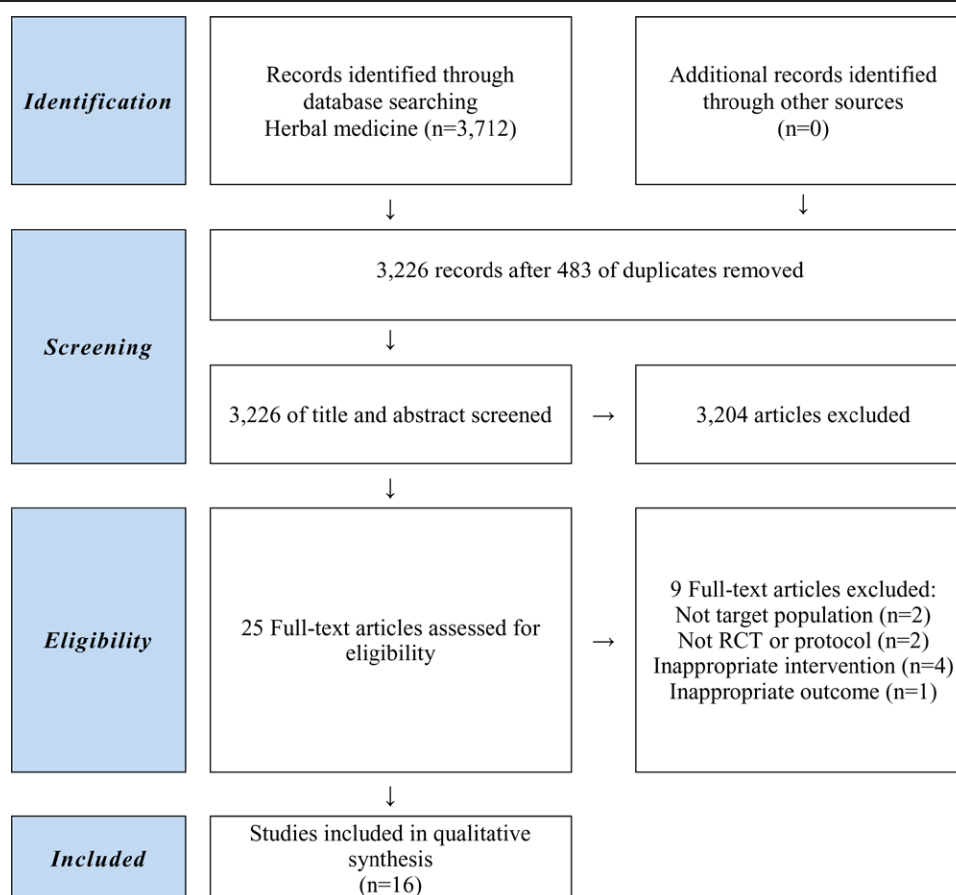 Identification
Records identified through
database searching
Herbal medicine (n=3,712)
Additional records identified
through other sources
(n=0)
↓
↓
Screening
3,226 records after 483 of duplicates removed
↓
3,226 of title and abstract screened
→
3,204 articles excluded
↓
Eligibility
25 Full-text articles assessed for
eligibility
→
9 Full-text articles excluded:
Not target population (n=2)
Not RCT or protocol (n=2)
Inappropriate intervention (n=4)
Inappropriate outcome (n=1)
↓
Included
Studies included in qualitative
synthesis
(n=16)